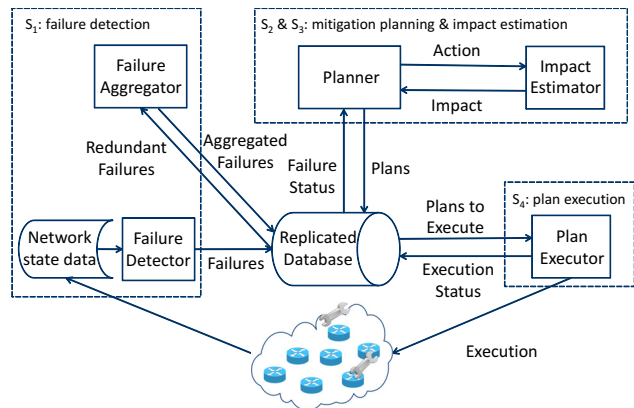 S1: failure detection
Failure
Aggregator
Redundant
Failures
Aggregated
Failures
Network
state data
Failure
Detector
Failures
S2 & S3: mitigation planning & impact estimation
Planner
Action
Impact
Impact
Estimator
Failure
Status
Plans
Replicated
Database
Plans to
Execute
Execution
Status
S4: plan execution
Plan
Executor
Execution